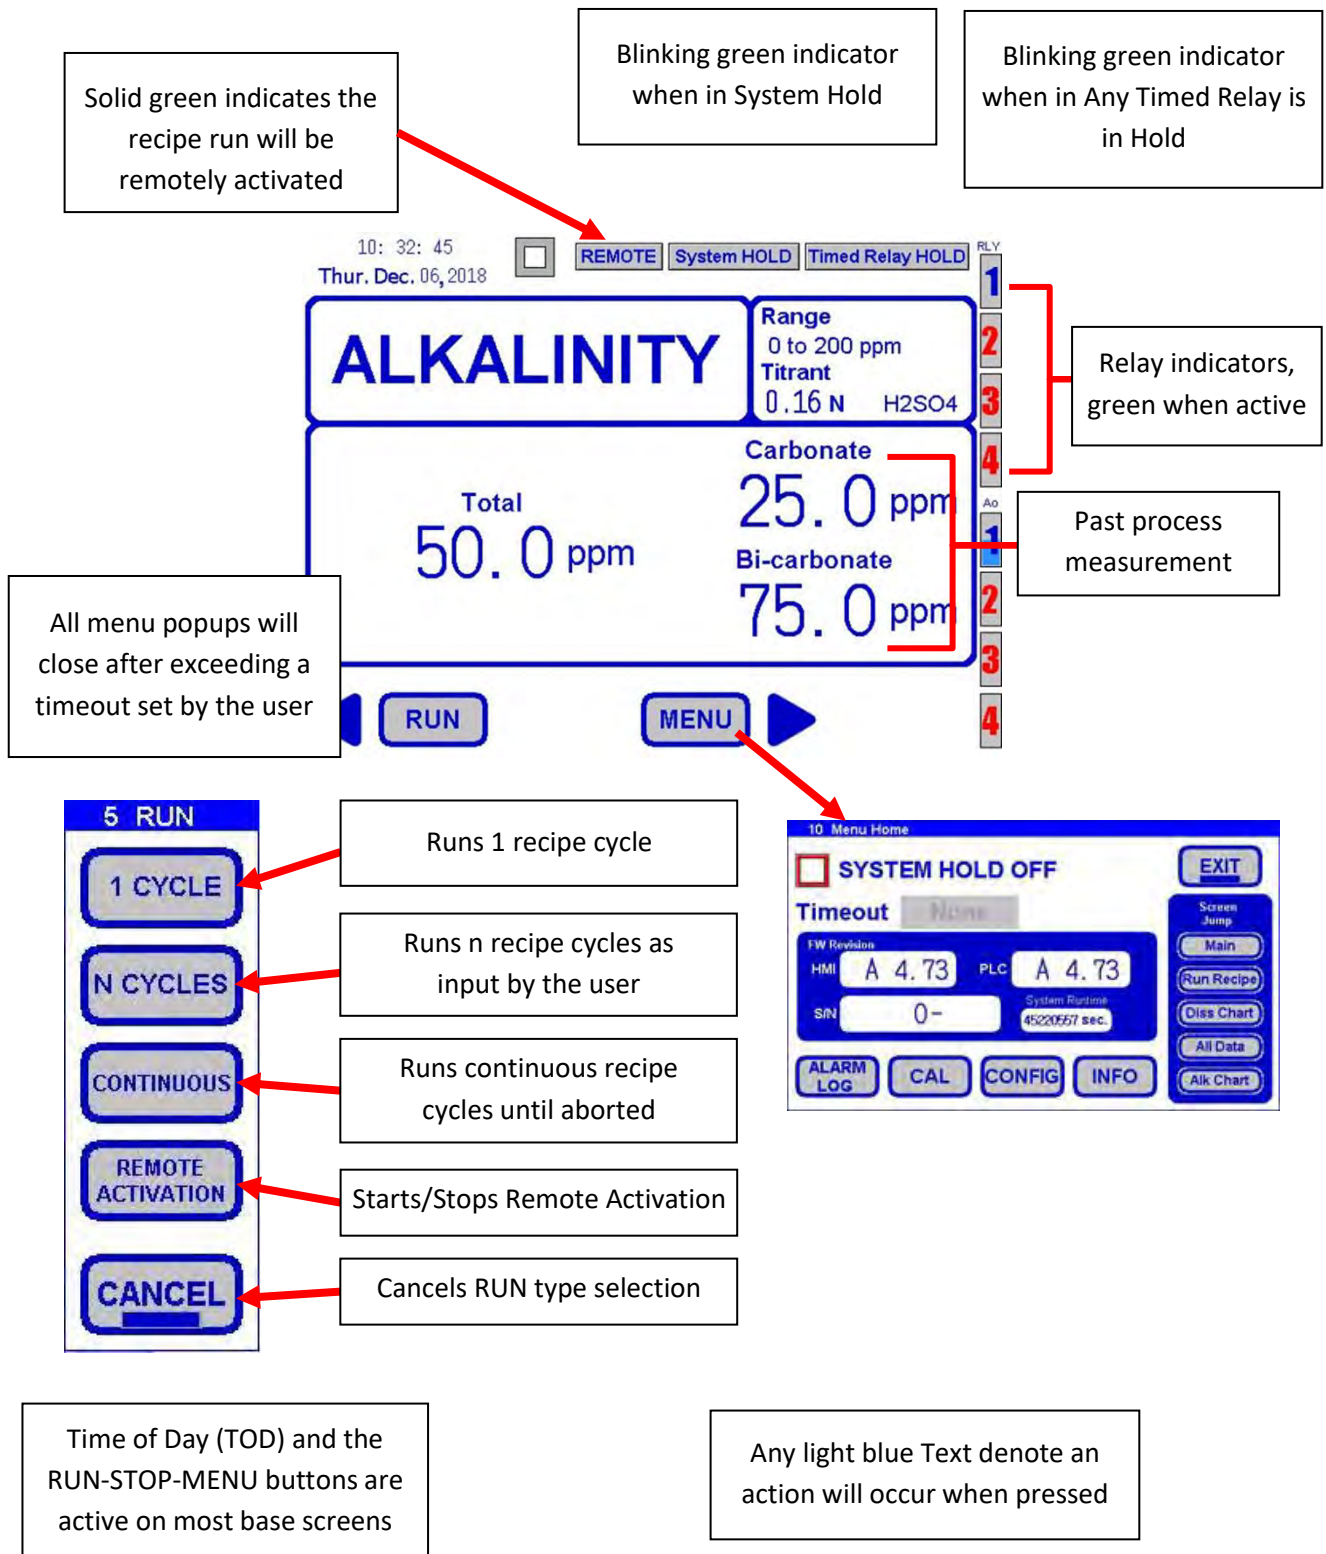 Blinking green indicator
when in System Hold
Blinking green indicator
when in Any Timed Relay is
in Hold
Solid green indicates the
recipe run will be
remotely activated
10: 32: 45
Thur. Dec. 06,2018
REMOTE
System HOLD
Timed Relay HOLD
RLY
1
2
3
4
Ao
1
2
3
4
ALKALINITY
Range
0 to 200 ppm
Titrant
0.16 N H2SO4
Relay indicators,
green when active
Total
50. 0 ppm
Carbonate
25. 0 ppm
Bi-carbonate
75. 0 ppm
Past process
measurement
All menu popups will
close after exceeding a
timeout set by the user
RUN
MENU
5 RUN
1 CYCLE
N CYCLES
CONTINUOUS
REMOTE
ACTIVATION
CANCEL
Runs 1 recipe cycle
Runs n recipe cycles as
input by the user
Runs continuous recipe
cycles until aborted
Starts/Stops Remote Activation
Cancels RUN type selection
10 Menu Home
SYSTEM HOLD OFF
EXIT
Timeout None
FW Revision
HMI A 4.73 PLC A 4.73
S/N 0-
System Runtime
45220557 sec.
ALARM
LOG
CAL
CONFIG
INFO
Screen
Jump
Main
Run Recipe
Diss Chart
All Data
Alk Chart
Time of Day (TOD) and the
RUN-STOP-MENU buttons are
active on most base screens
Any light blue Text denote an
action will occur when pressed